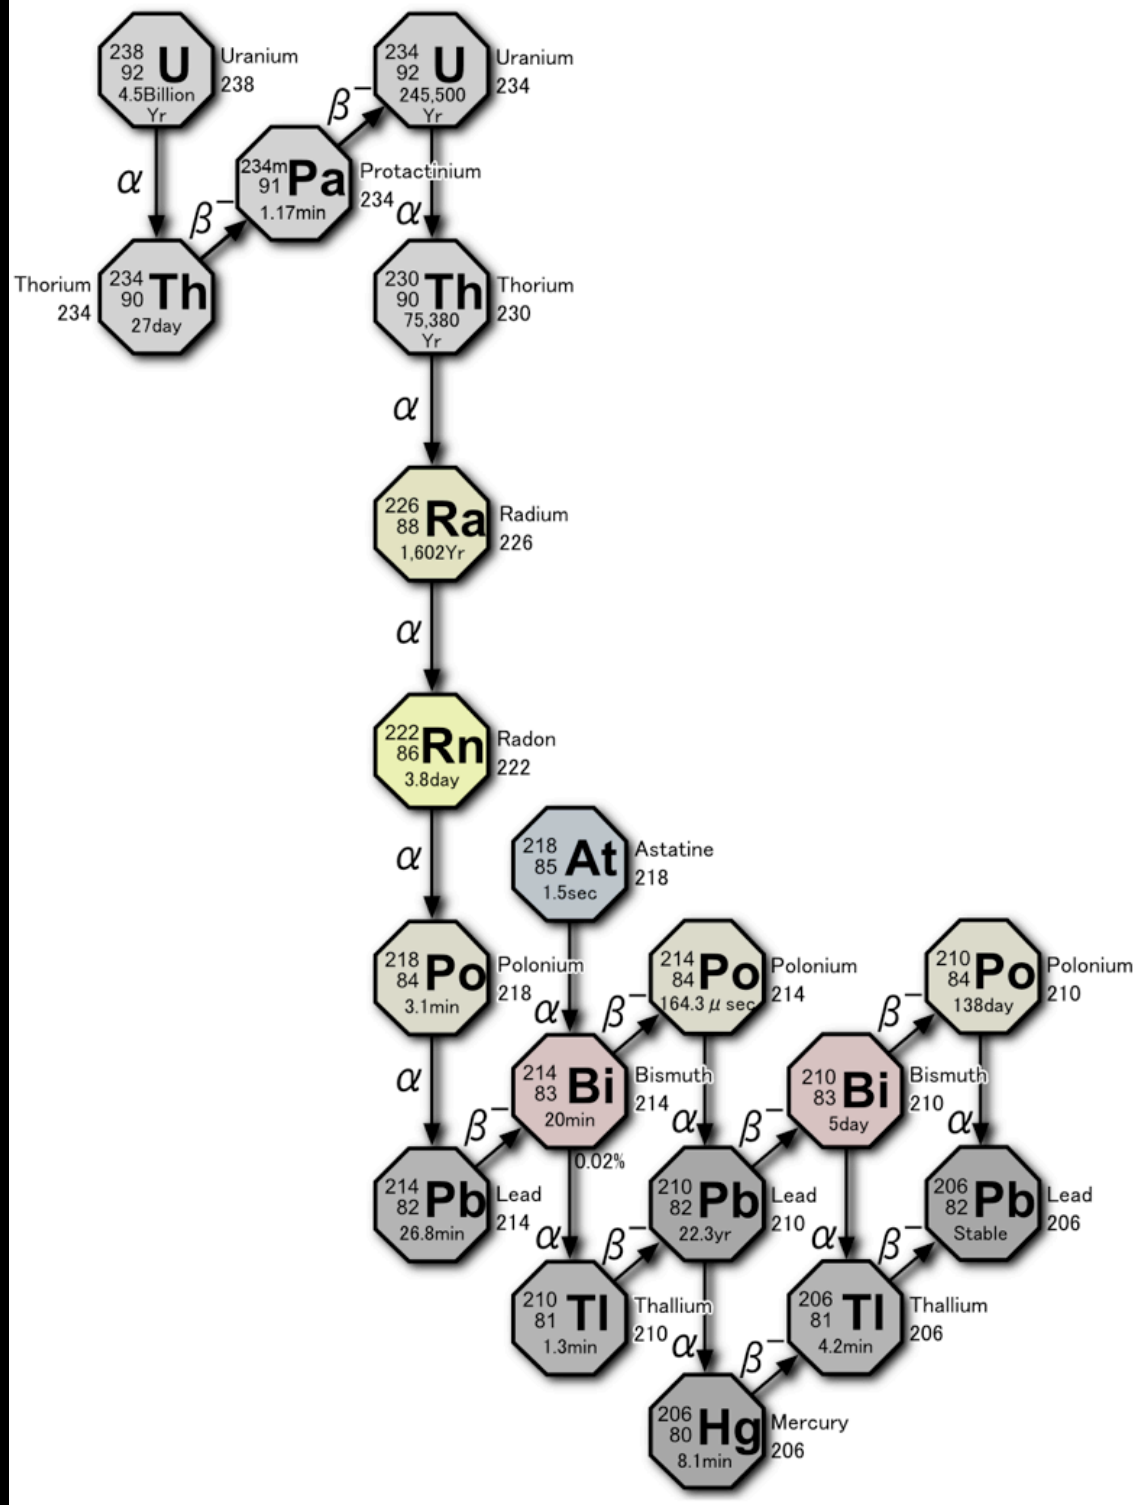 238
92 U
4.5Billion
Yr
Uranium
238
234
92 U
245,500
Yr
Uranium
234
β−
234m
91 Pa
1.17min
Protactinium
234
α
β−
α
Thorium
234
234
90 Th
27day
230
90 Th
75,380
Yr
Thorium
230
α
226
88 Ra
1,602Yr
Radium
226
α
222
86 Rn
3.8day
Radon
222
α
218
85 At
1.5sec
Astatine
218
218
84 Po
3.1min
Polonium
218
α
β−
214
84 Po
164.3 μ sec
Polonium
214
β−
210
84 Po
138day
Polonium
210
α
β−
214
83 Bi
20min
Bismuth
214
α
β−
210
83 Bi
5day
Bismuth
210
α
0.02%
214
82 Pb
26.8min
Lead
214
α
β−
210
82 Pb
22.3yr
Lead
210
α
β−
206
82 Pb
Stable
Lead
206
210
81 Tl
1.3min
Thallium
210
α
β−
206
81 Tl
4.2min
Thallium
206
206
80 Hg
8.1min
Mercury
206